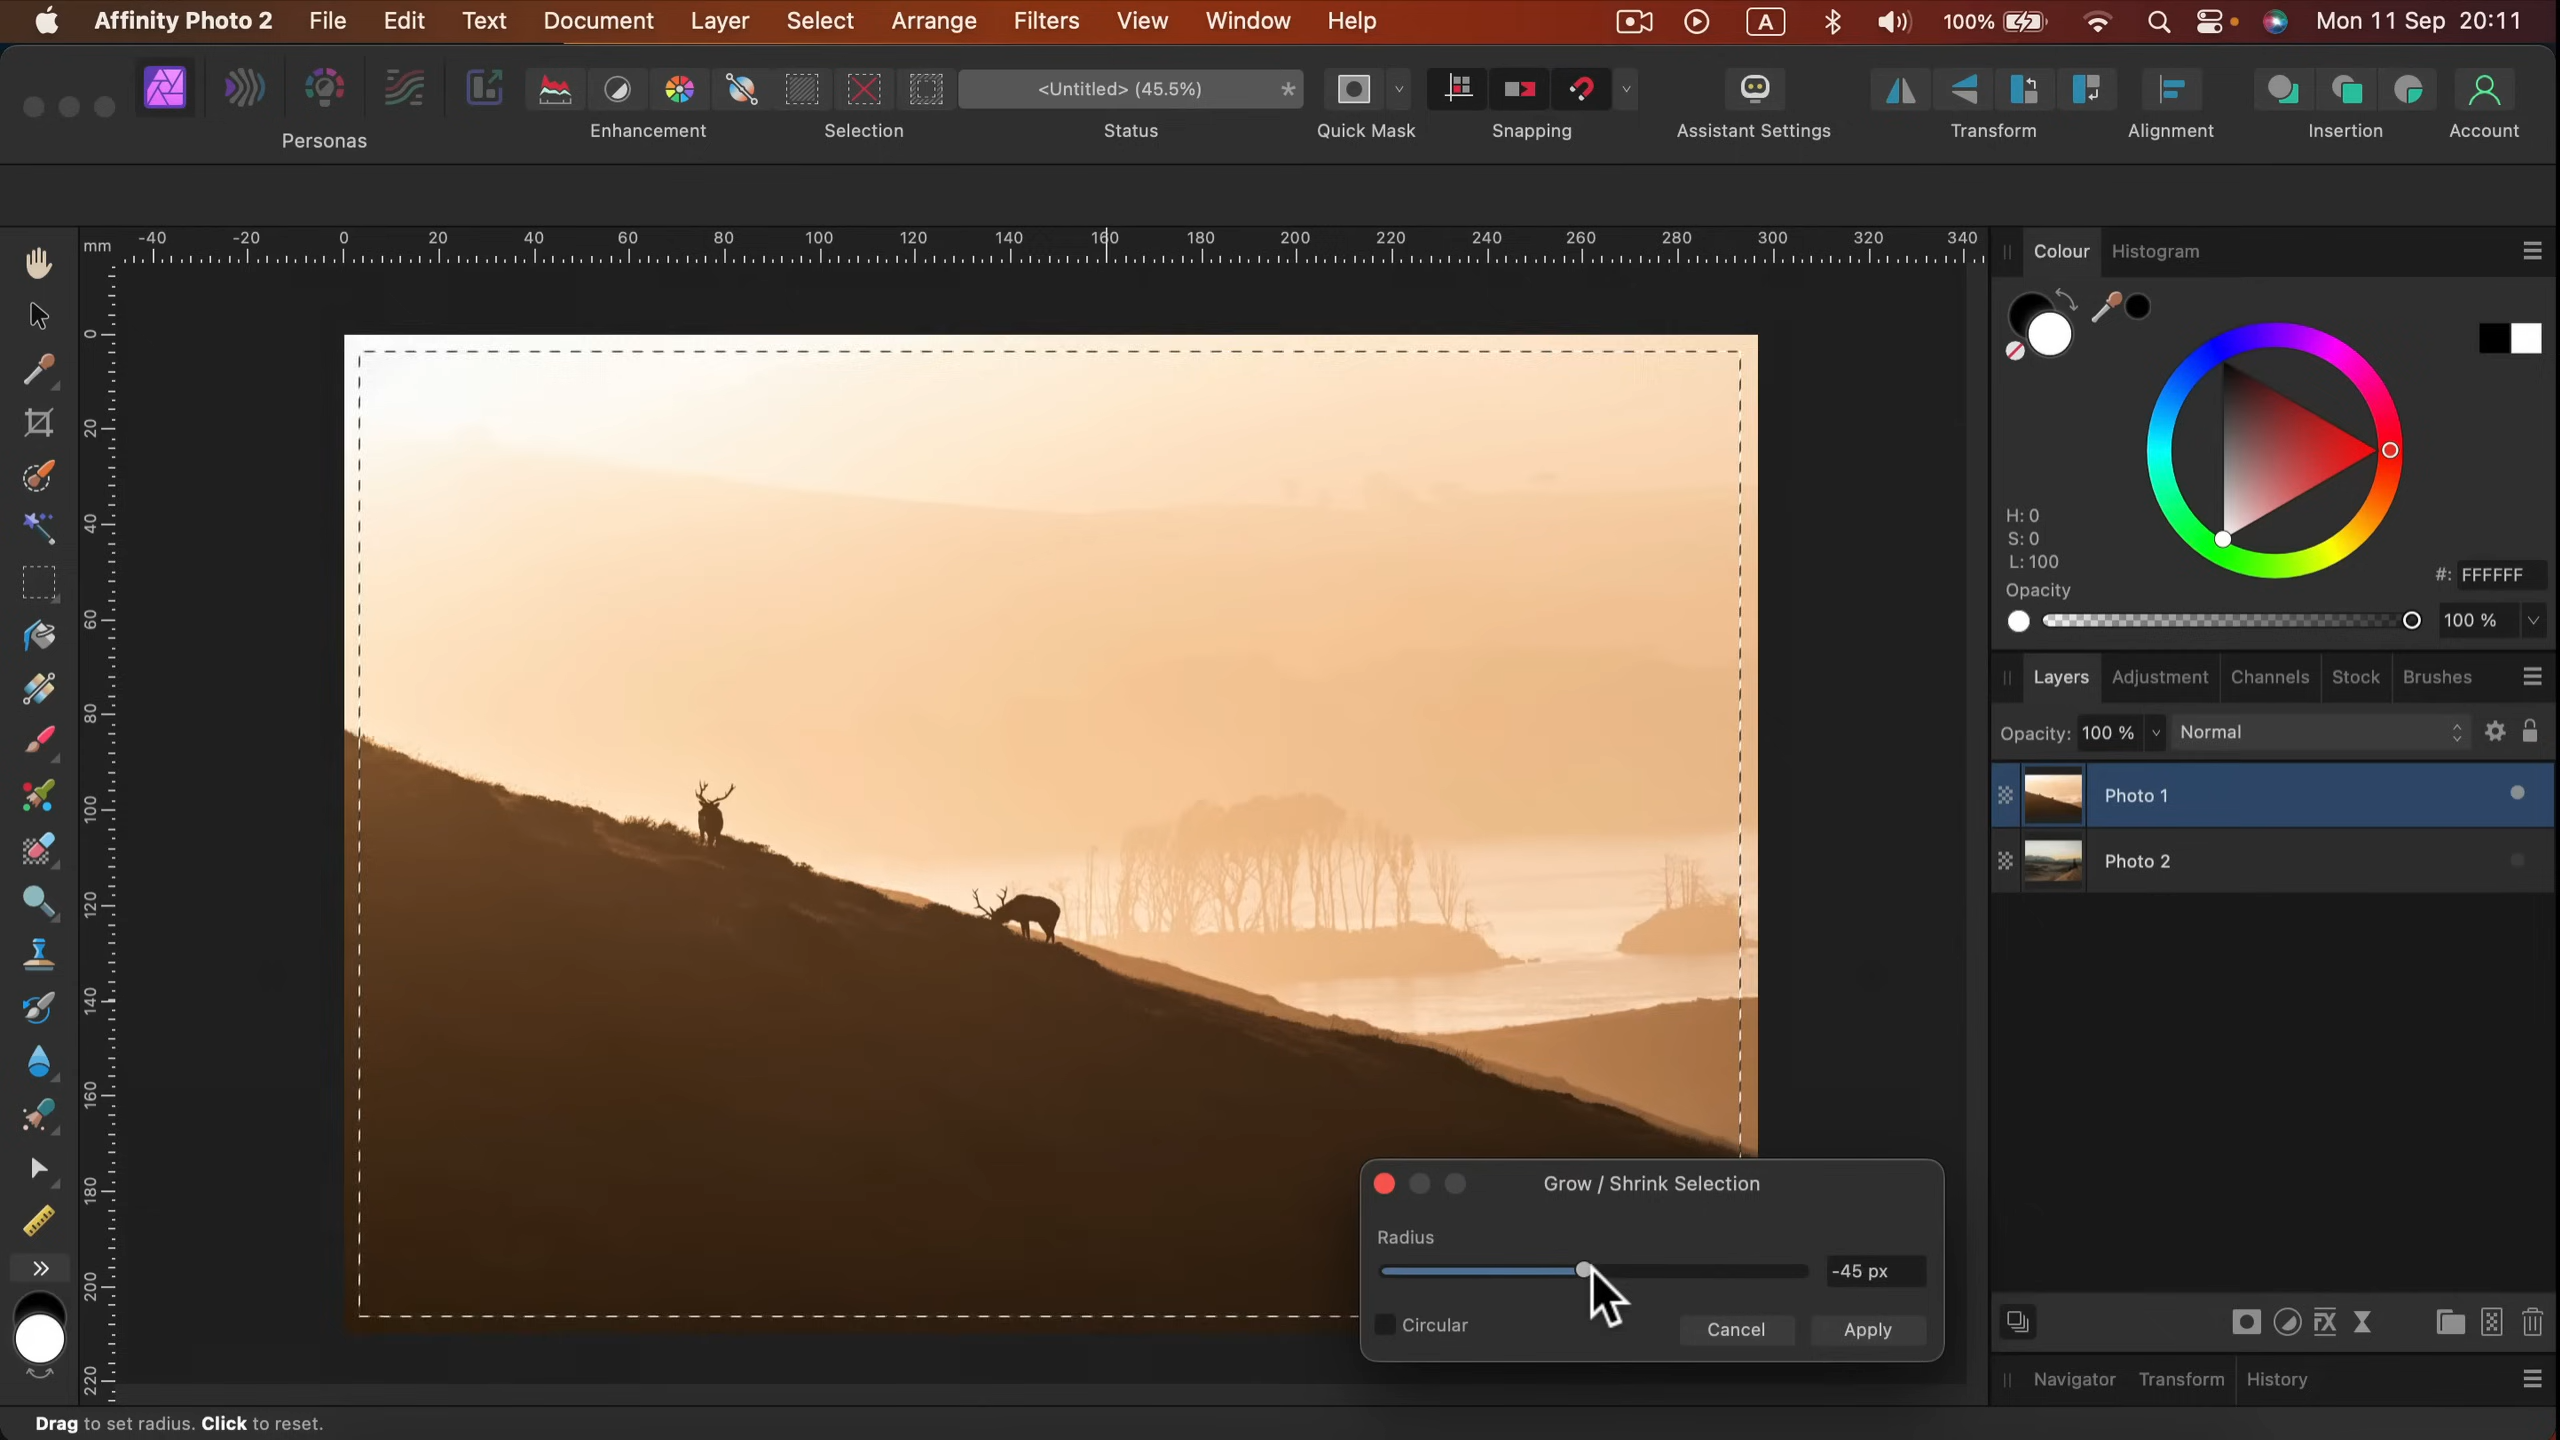 Affinity Photo 2 File Edit Text Document Layer Select Arrange Filters View Window Help A 100% Mon 11 Sep 20:11
<Untitled> (45.5%) *
Personas Enhancement Selection Status Quick Mask Snapping Assistant Settings Transform Alignment Insertion Account
mm -40 -20 0 20 40 60 80 100 120 140 160 180 200 220 240 260 280 300 320 340
0
20
40
60
80
100
120
140
160
180
200
220
Colour Histogram
H: 0
S: 0
L: 100
#: FFFFFF
Opacity
100 %
Layers Adjustment Channels Stock Brushes
Opacity: 100 % Normal
Photo 1
Photo 2
Grow / Shrink Selection
Radius
-45 px
Circular Cancel Apply
Navigator Transform History
Drag to set radius. Click to reset.